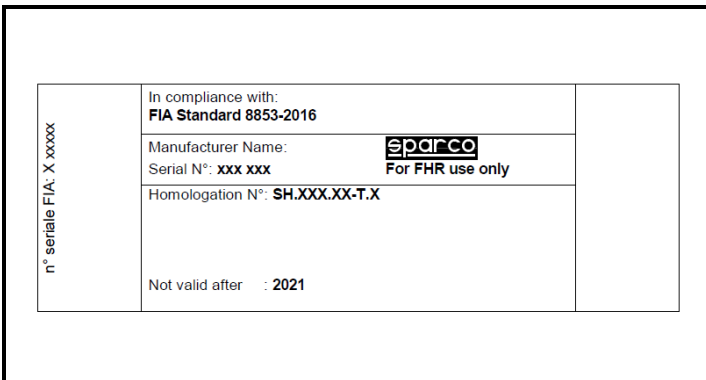 n° seriale FIA: X xxxxx
In compliance with:
FIA Standard 8853-2016
Manufacturer Name: sparco
Serial N°: xxx xxx For FHR use only
Homologation N°: SH.XXX.XX-T.X
Not valid after : 2021